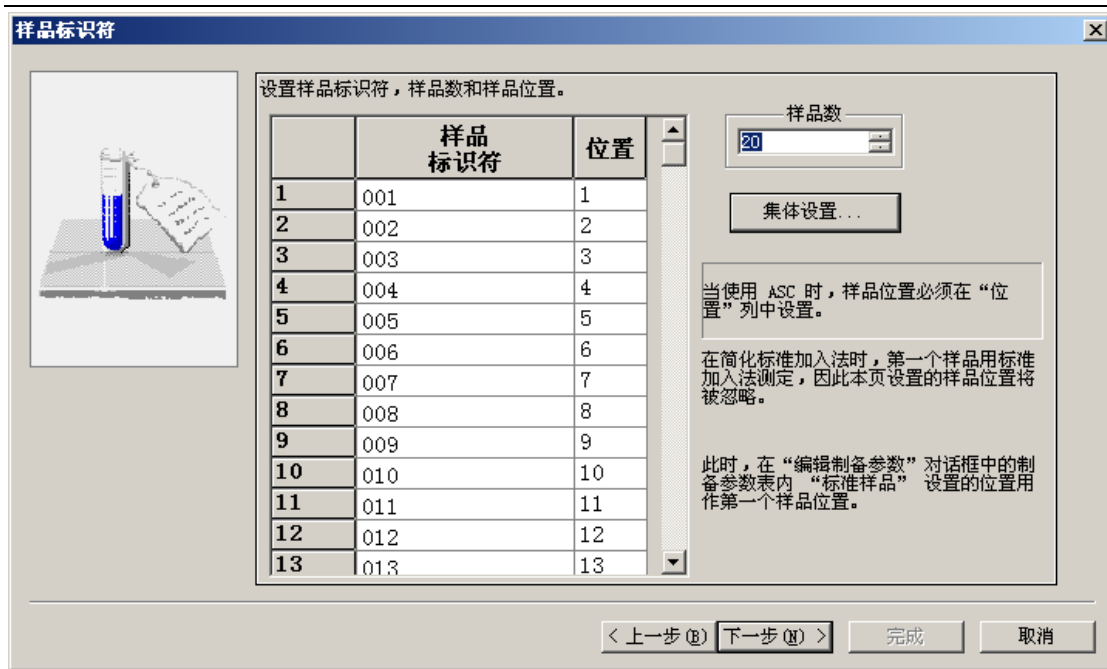 样品标识符
设置样品标识符，样品数和样品位置。
样品
标识符
位置
1 001 1
2 002 2
3 003 3
4 004 4
5 005 5
6 006 6
7 007 7
8 008 8
9 009 9
10 010 10
11 011 11
12 012 12
13 013 13
样品数
20
集体设置...
当使用 ASC 时，样品位置必须在“位
置”列中设置。
在简化标准加入法时，第一个样品用标准
加入法测定，因此本页设置的样品位置将
被忽略。
此时，在“编辑制备参数”对话框中的制
备参数表内 “标准样品” 设置的位置用
作第一个样品位置。
< 上一步(B)
下一步(N) >
完成
取消